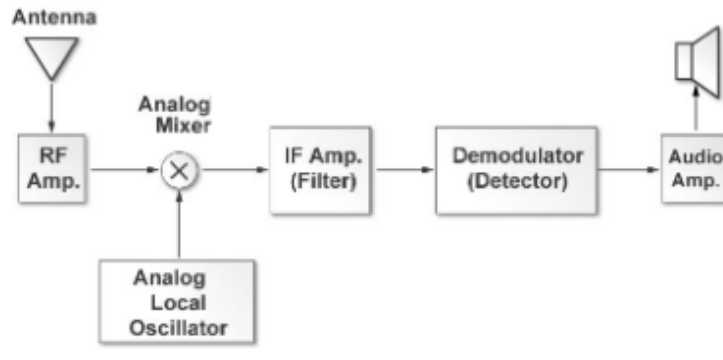 Antenna
RF
Amp.
Analog
Mixer
IF Amp.
(Filter)
Demodulator
(Detector)
Audio
Amp.
Analog
Local
Oscillator